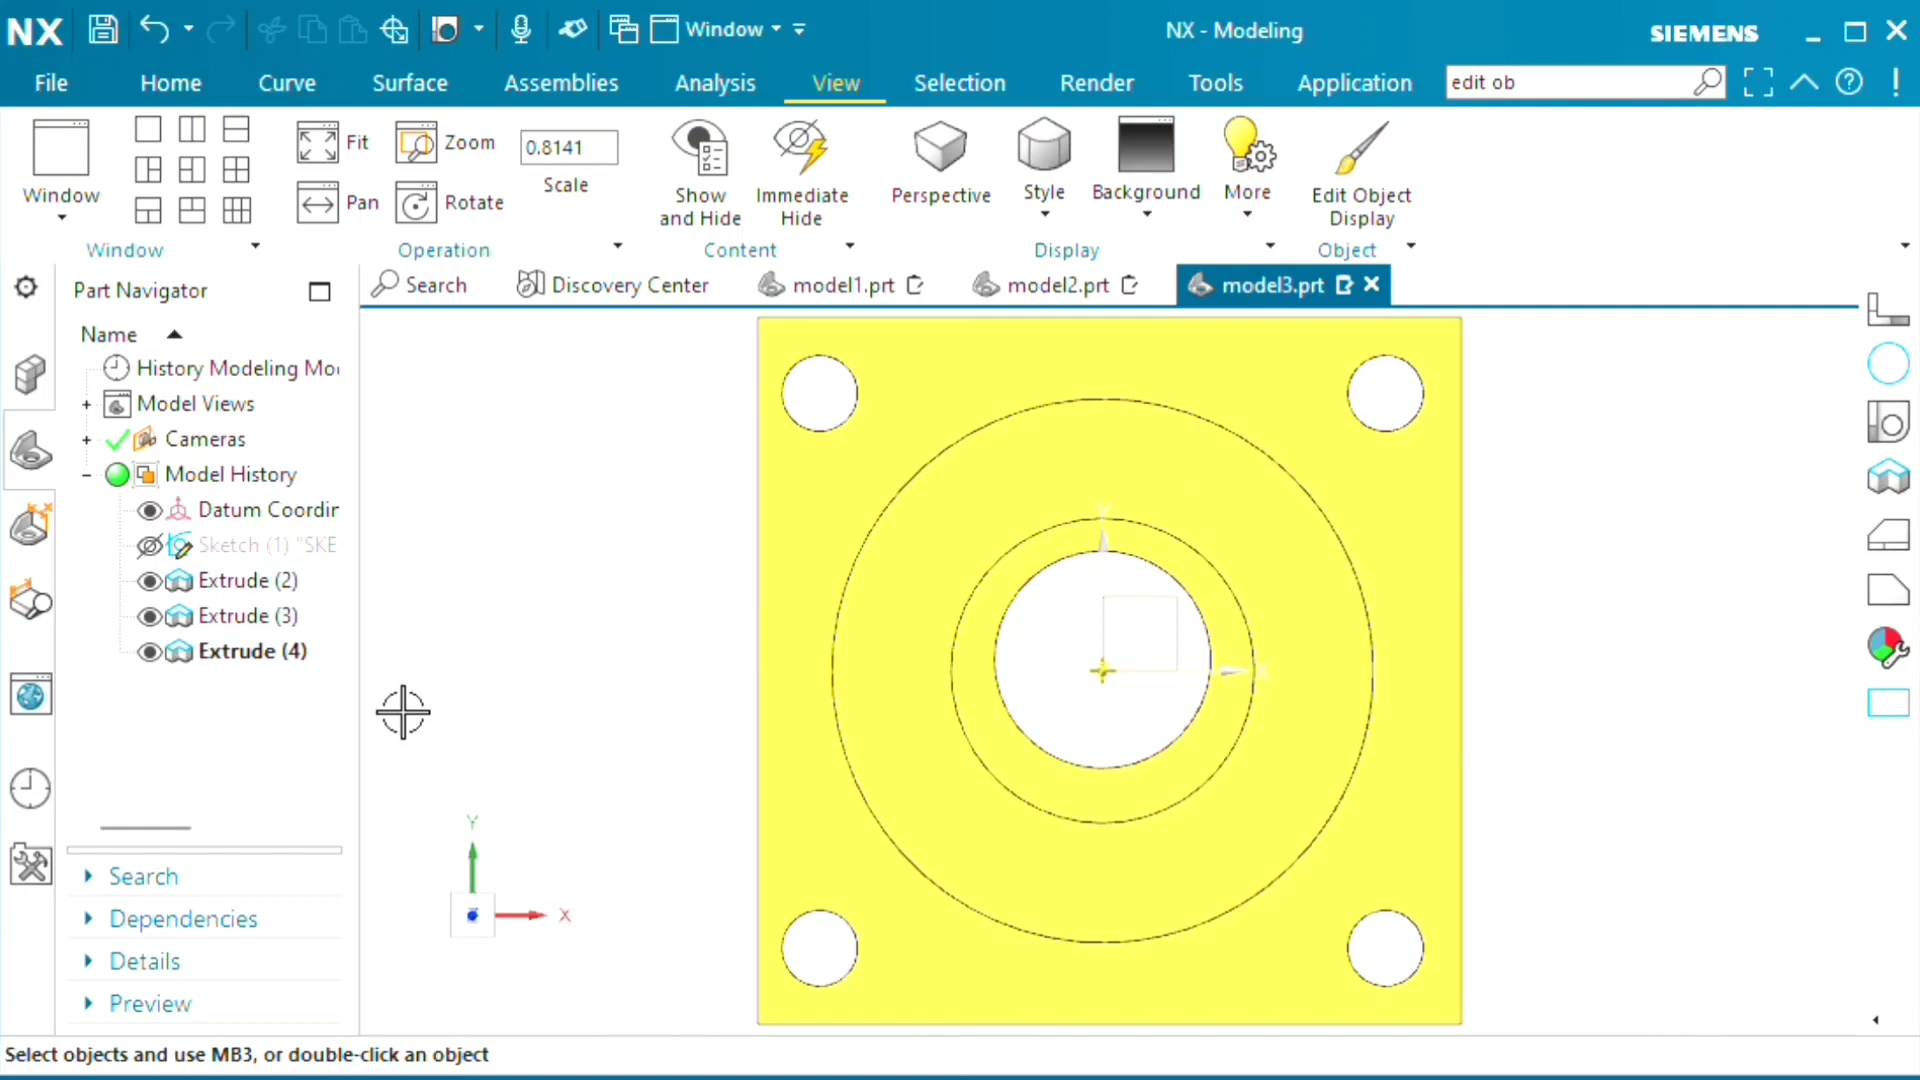 NX
Window
NX - Modeling
SIEMENS
File
Home
Curve
Surface
Assemblies
Analysis
View
Selection
Render
Tools
Application
edit ob
Window
Fit
Pan
Zoom
Rotate
0.8141
Scale
Show
and Hide
Immediate
Hide
Perspective
Style
Background
More
Edit Object
Display
Window
Operation
Content
Display
Object
Part Navigator
Search
Discovery Center
model1.prt
model2.prt
model3.prt
Name
History Modeling Mo
+ Model Views
+ Cameras
- Model History
Datum Coordin
Sketch (1) "SKE
Extrude (2)
Extrude (3)
Extrude (4)
Y
X
Y
X
Z
Search
Dependencies
Details
Preview
Select objects and use MB3, or double-click an object